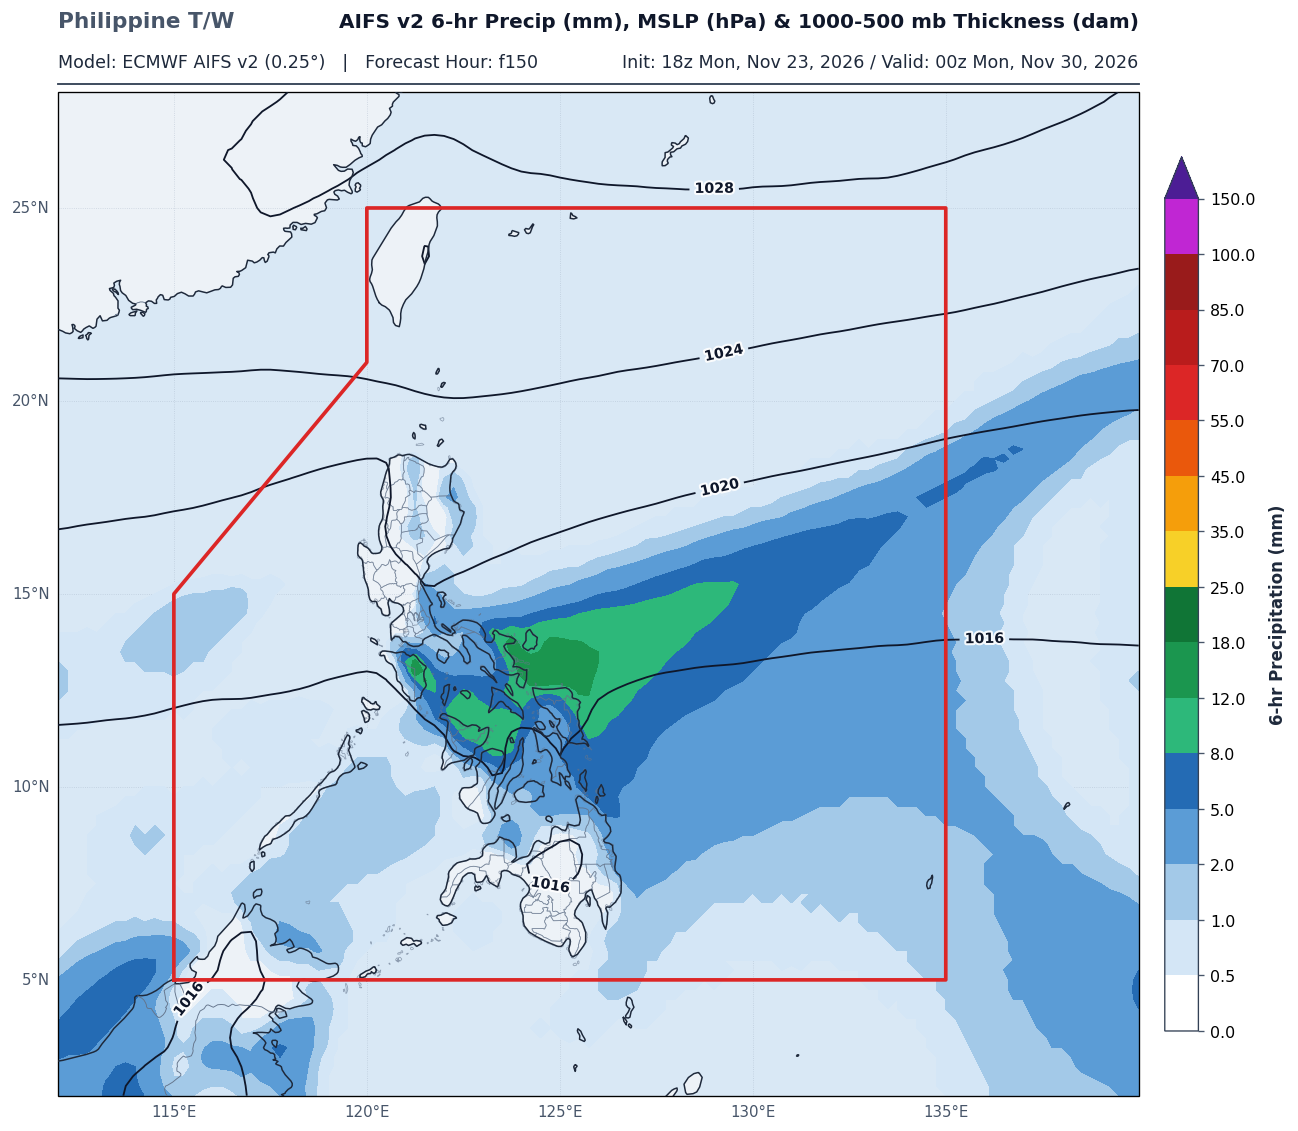 Philippine T/W
AIFS v2 6-hr Precip (mm), MSLP (hPa) & 1000-500 mb Thickness (dam)
Model: ECMWF AIFS v2 (0.25°)   |   Forecast Hour: f150
Init: 18z Mon, Nov 23, 2026 / Valid: 00z Mon, Nov 30, 2026
1028
25°N
1024
20°N
1020
15°N
1016
10°N
1016
5°N
1016
115°E
120°E
125°E
130°E
135°E
150.0
100.0
85.0
70.0
55.0
45.0
35.0
25.0
18.0
12.0
8.0
5.0
2.0
1.0
0.5
0.0
6-hr Precipitation (mm)